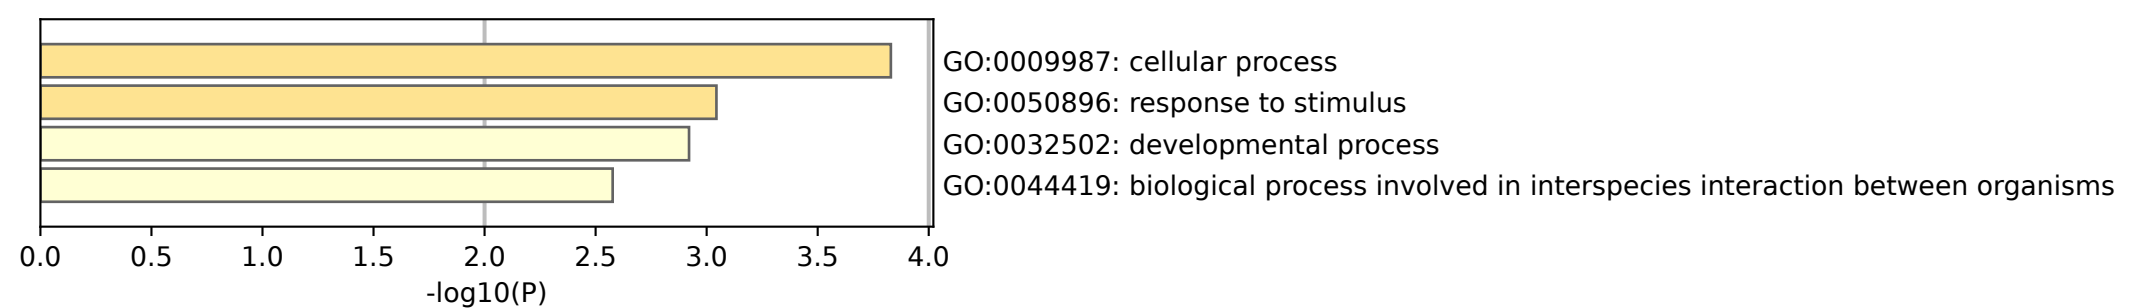 GO:0009987: cellular process
GO:0050896: response to stimulus
GO:0032502: developmental process
GO:0044419: biological process involved in interspecies interaction between organisms
0.0 0.5 1.0 1.5 2.0 2.5 3.0 3.5 4.0
-log10(P)